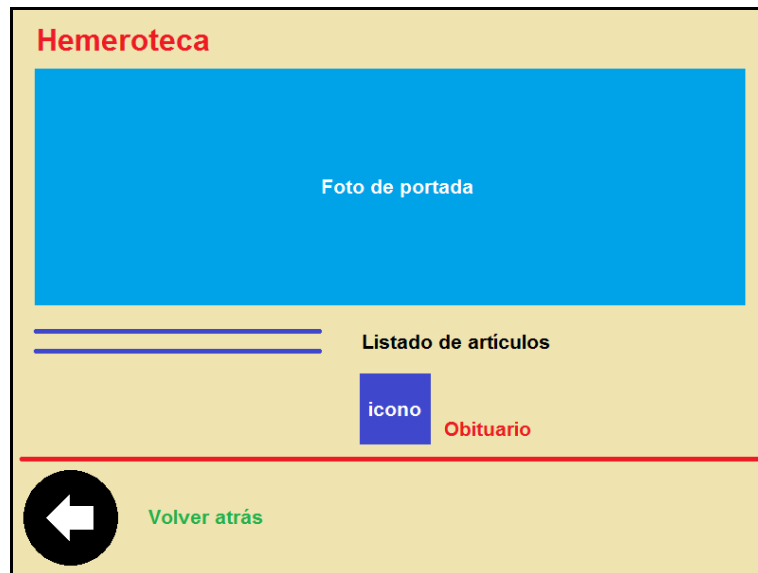 Hemeroteca
Foto de portada
Listado de artículos
icono
Obituario
Volver atrás